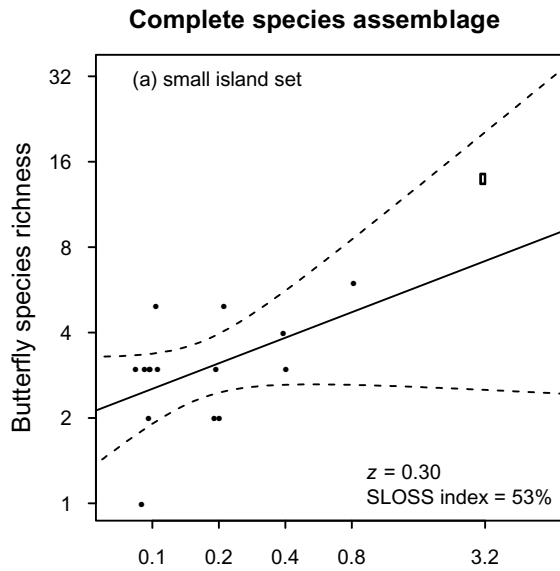 Complete species assemblage
(a) small island set
Butterfly species richness
32
16
8
4
2
1
z = 0.30
SLOSS index = 53%
0.1 0.2 0.4 0.8 3.2